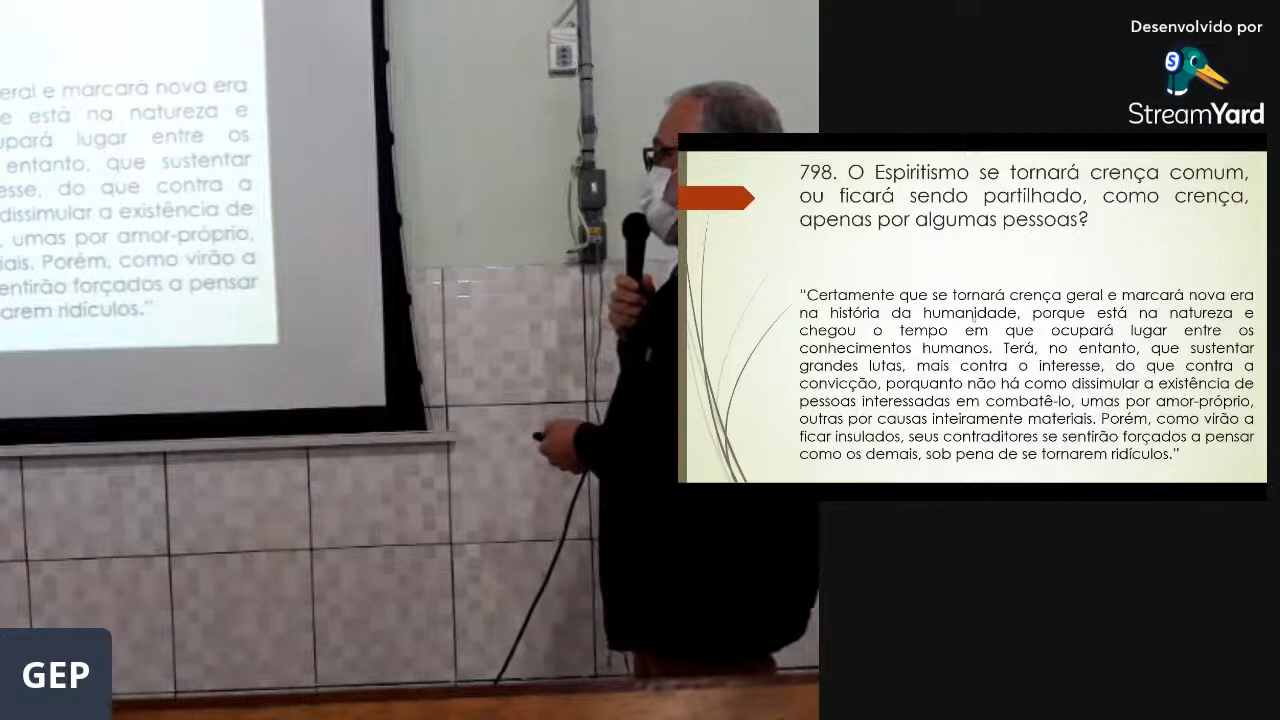 eral e marcará nova era
e está na natureza e
upará lugar entre os
entanto, que sustentar
esse, do que contra a
dissimular a existência de
, umas por amor-próprio,
iais. Porém, como virão a
entirão forçados a pensar
arem ridículos."
Desenvolvido por
S
StreamYard
798. O Espiritismo se tornará crença comum,
ou ficará sendo partilhado, como crença,
apenas por algumas pessoas?
"Certamente que se tornará crença geral e marcará nova era
na história da humanidade, porque está na natureza e
chegou o tempo em que ocupará lugar entre os
conhecimentos humanos. Terá, no entanto, que sustentar
grandes lutas, mais contra o interesse, do que contra a
convicção, porquanto não há como dissimular a existência de
pessoas interessadas em combatê-lo, umas por amor-próprio,
outras por causas inteiramente materiais. Porém, como virão a
ficar insulados, seus contraditores se sentirão forçados a pensar
como os demais, sob pena de se tornarem ridículos."
GEP